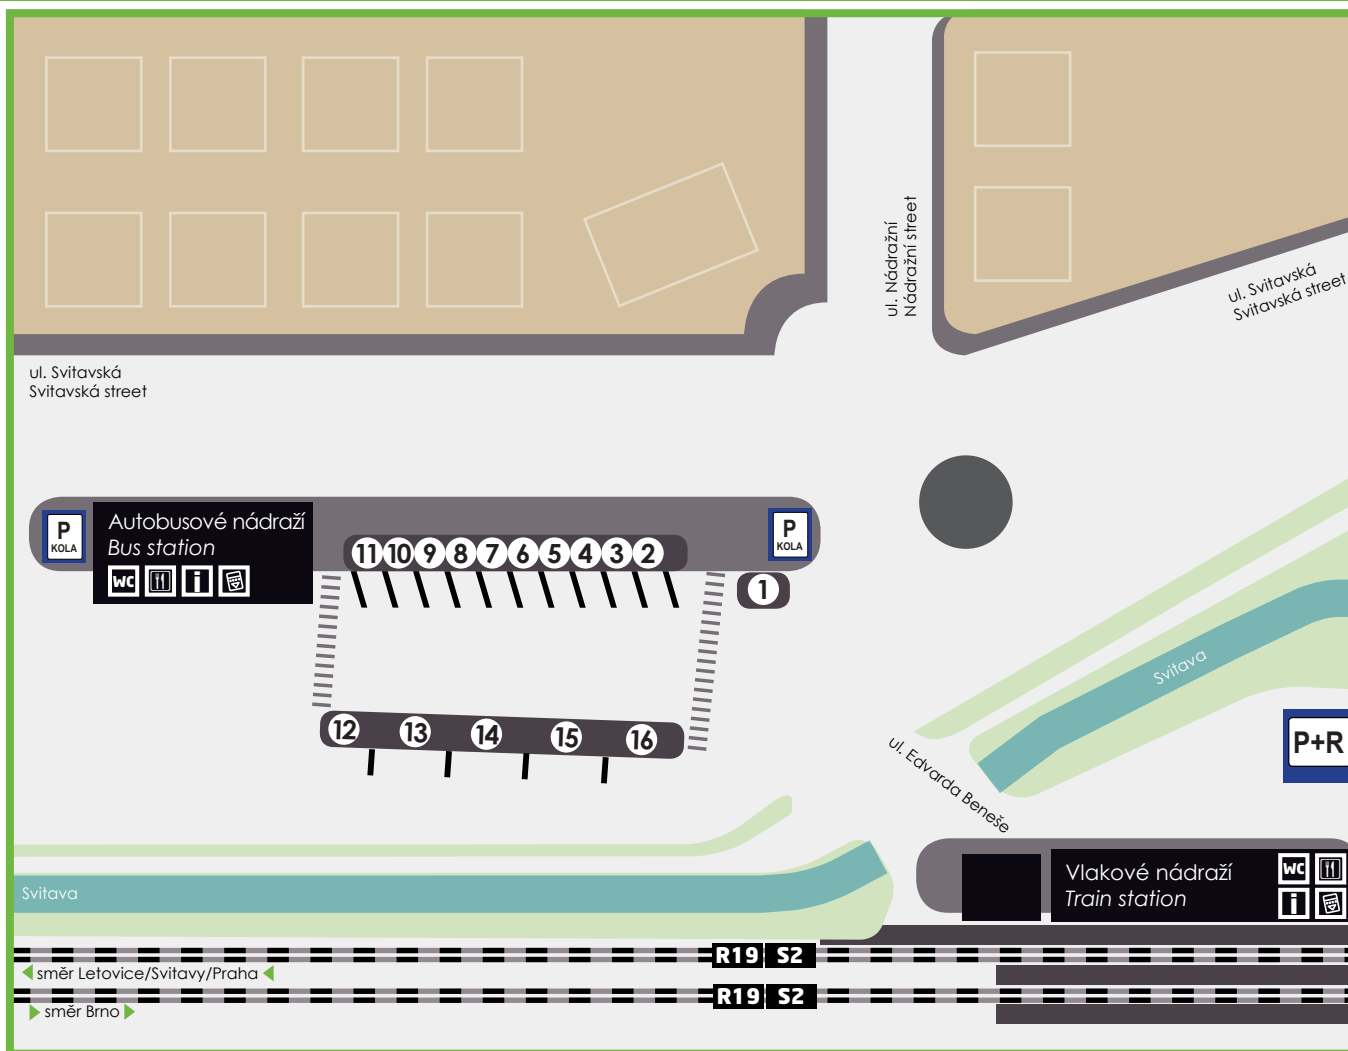 ul. Nádražní
Nádražní street
ul. Svitavská
Svitavská street
ul. Svitavská
Svitavská street
P
KOLA
Autobusové nádraží
Bus station
WC
i
11 10 9 8 7 6 5 4 3 2
P
KOLA
1
12 13 14 15 16
Svitava
P+R
ul. Edvarda Beneše
Svitava
Vlakové nádraží
Train station
WC
i
R19 S2
směr Letovice/Svitavy/Praha
R19 S2
směr Brno